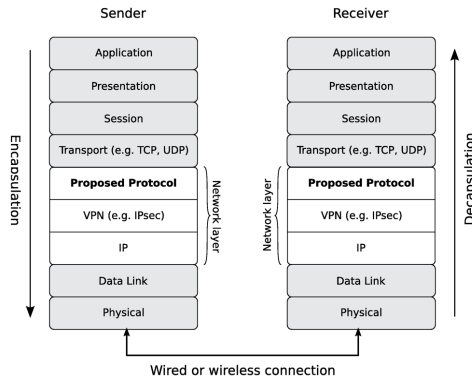 Sender
Receiver
Application
Presentation
Session
Transport (e.g. TCP, UDP)
Proposed Protocol
VPN (e.g. IPsec)
IP
Data Link
Physical
Encapsulation
Network layer
Application
Presentation
Session
Transport (e.g. TCP, UDP)
Proposed Protocol
VPN (e.g. IPsec)
IP
Data Link
Physical
Network layer
Decapsulation
Wired or wireless connection